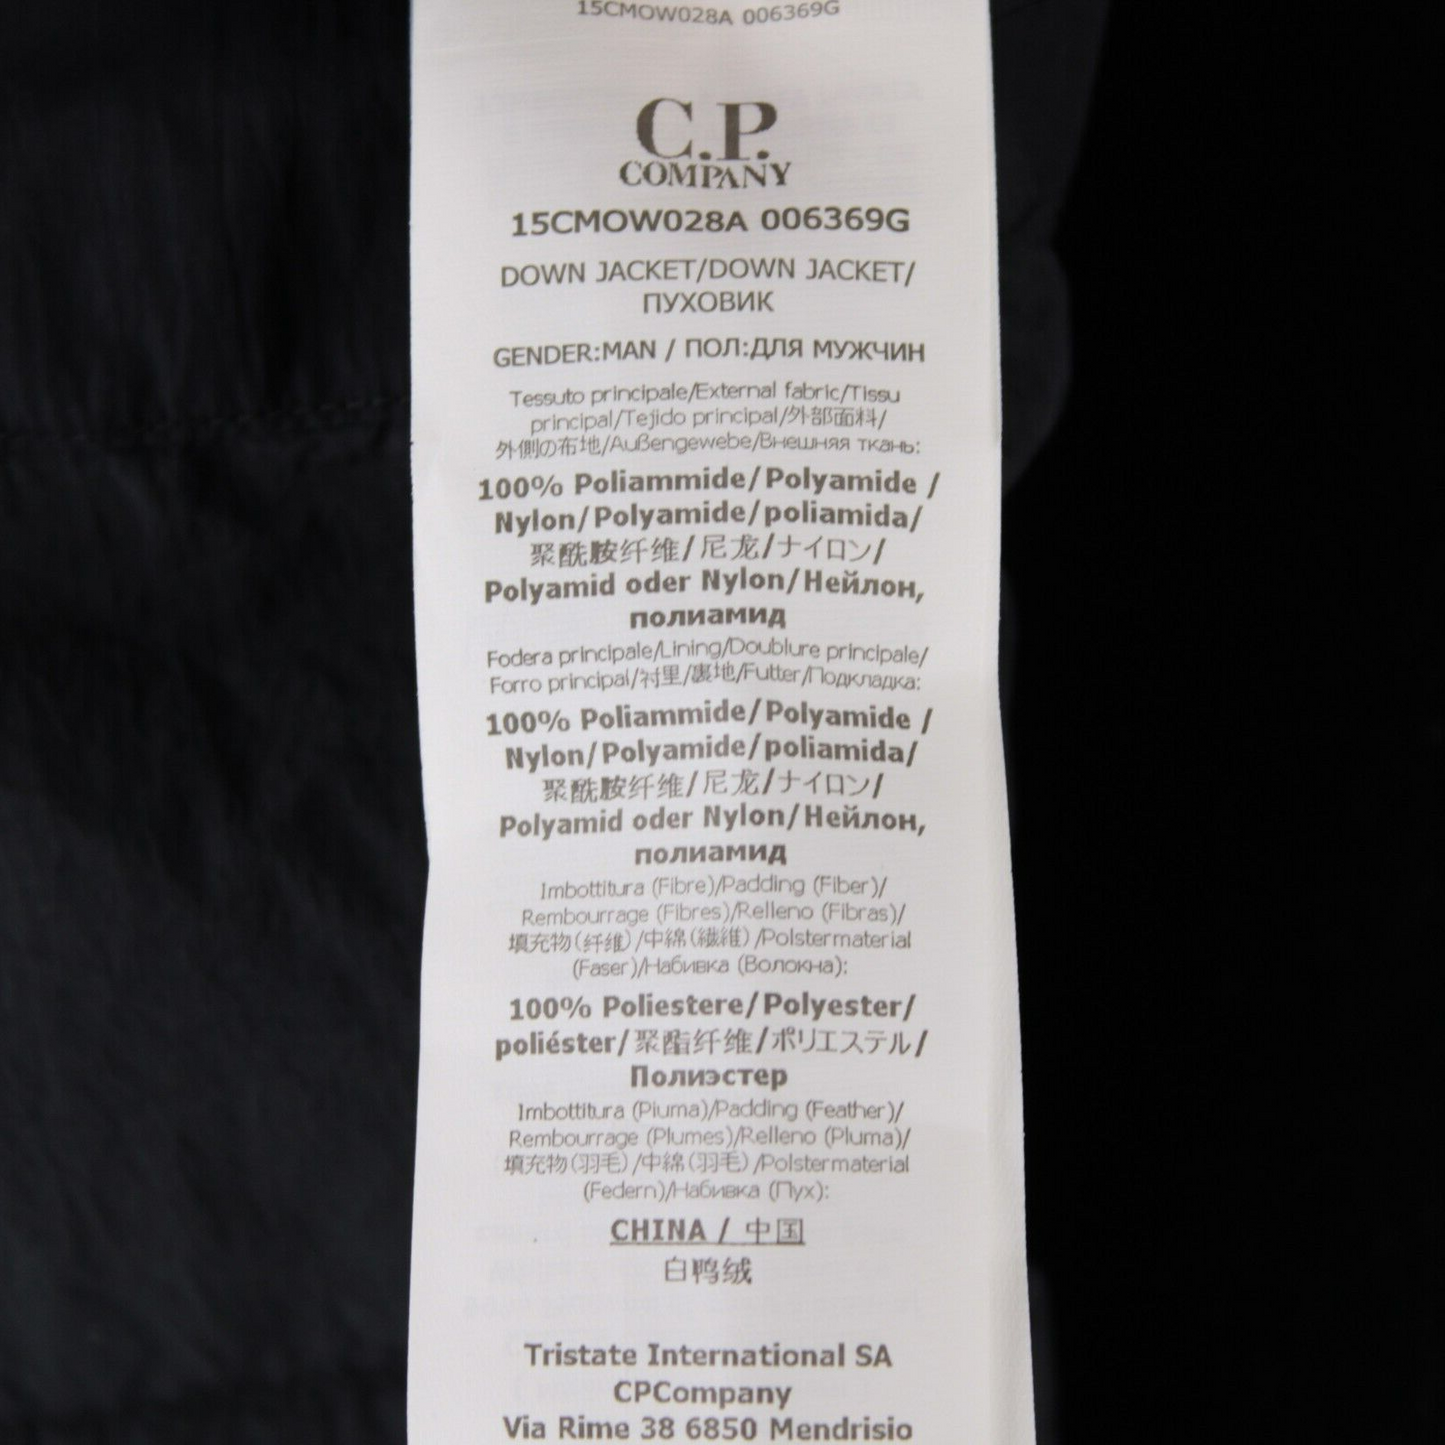 15CMOW028A 006369G
C.P.
COMPANY
15CMOW028A 006369G
DOWN JACKET/DOWN JACKET/
ПУХОВИК
GENDER:MAN / ПОЛ:ДЛЯ МУЖЧИН
Tessuto principale/External fabric/Tissu
principal/Tejido principal/外部面料/
外側の布地/Außengewebe/Внешняя ткань:
100% Poliammide/Polyamide /
Nylon/Polyamide/poliamida/
聚酰胺纤维/尼龙/ナイロン/
Polyamid oder Nylon/Нейлон,
полиамид
Fodera principale/Lining/Doublure principale/
Forro principal/衬里/裏地/Futter/Подкладка:
100% Poliammide/Polyamide /
Nylon/Polyamide/poliamida/
聚酰胺纤维/尼龙/ナイロン/
Polyamid oder Nylon/Нейлон,
полиамид
Imbottitura (Fibre)/Padding (Fiber)/
Rembourrage (Fibres)/Relleno (Fibras)/
填充物(纤维)/中綿(繊維)/Polstermaterial
(Faser)/Набивка (Волокна):
100% Poliestere/Polyester/
poliéster/聚酯纤维/ポリエステル/
Полиэстер
Imbottitura (Piuma)/Padding (Feather)/
Rembourrage (Plumes)/Relleno (Pluma)/
填充物(羽毛)/中綿(羽毛)/Polstermaterial
(Federn)/Набивка (Пух):
CHINA / 中国
白鸭绒
Tristate International SA
CPCompany
Via Rime 38 6850 Mendrisio